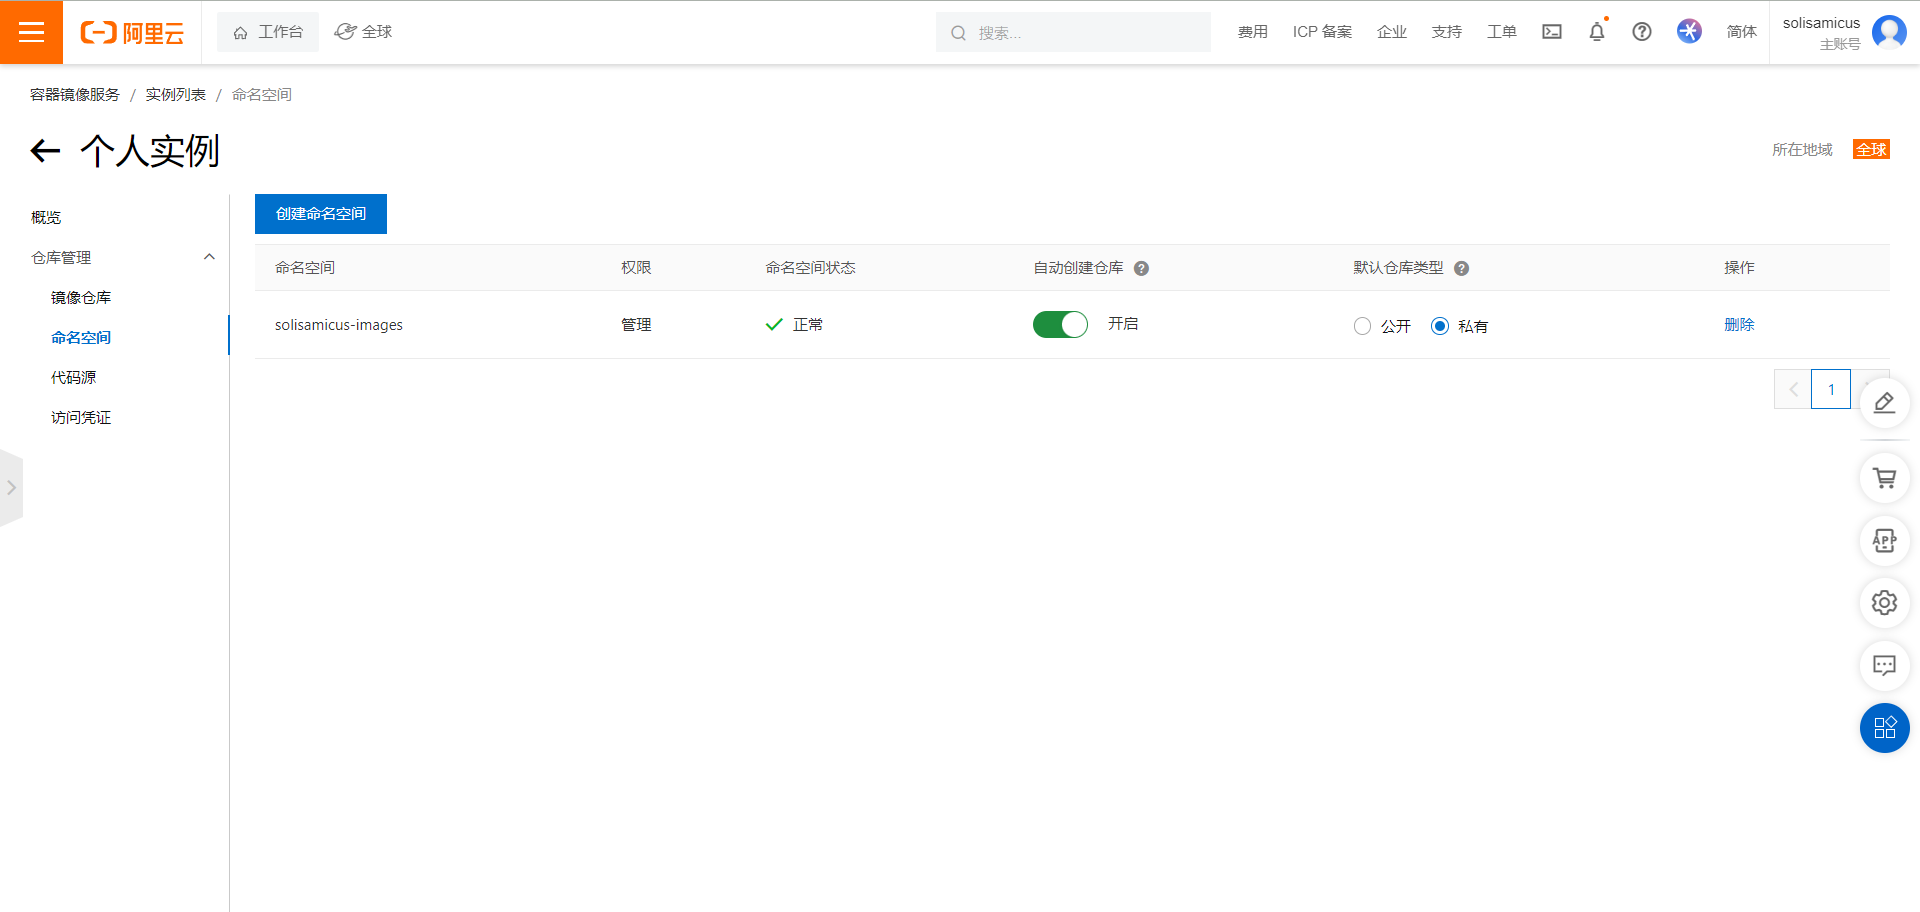 阿里云
工作台
全球
搜索...
费用
ICP 备案
企业
支持
工单
简体
solisamicus
主账号
容器镜像服务 / 实例列表 / 命名空间
个人实例
所在地域 全球
概览
仓库管理
镜像仓库
命名空间
代码源
访问凭证
创建命名空间
命名空间 权限 命名空间状态 自动创建仓库 默认仓库类型 操作
solisamicus-images 管理 正常 开启 公开 私有 删除
1
APP